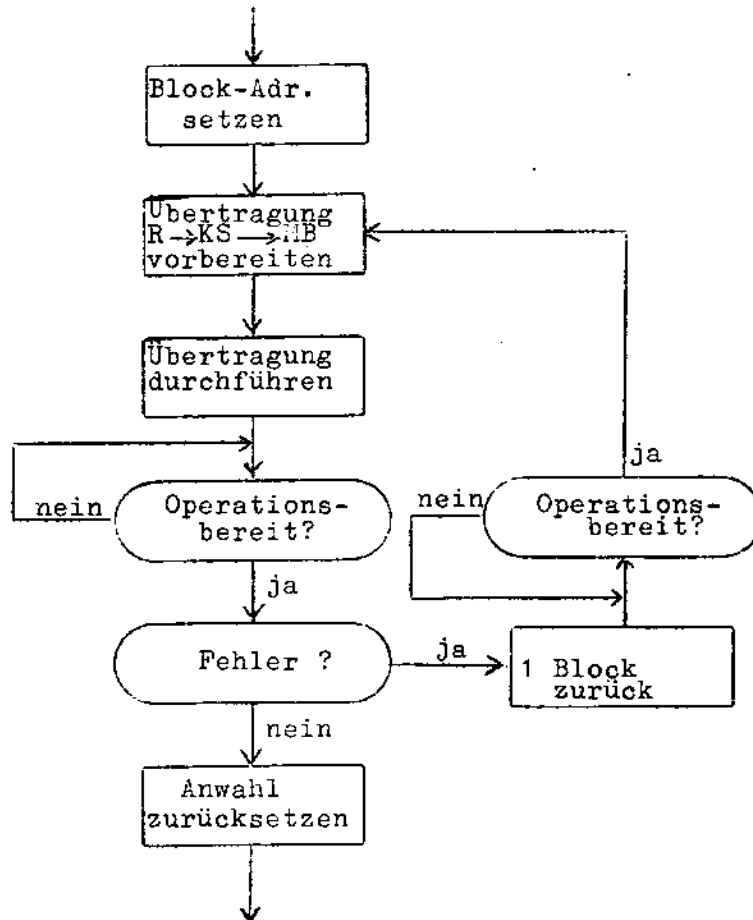 Block-Adr.
setzen
Übertragung
R→KS→MB
vorbereiten
Übertragung
durchführen
nein
Operations-
bereit?
ja
Fehler ?
ja
1 Block
zurück
nein
Operations-
bereit?
ja
nein
Anwahl
zurücksetzen